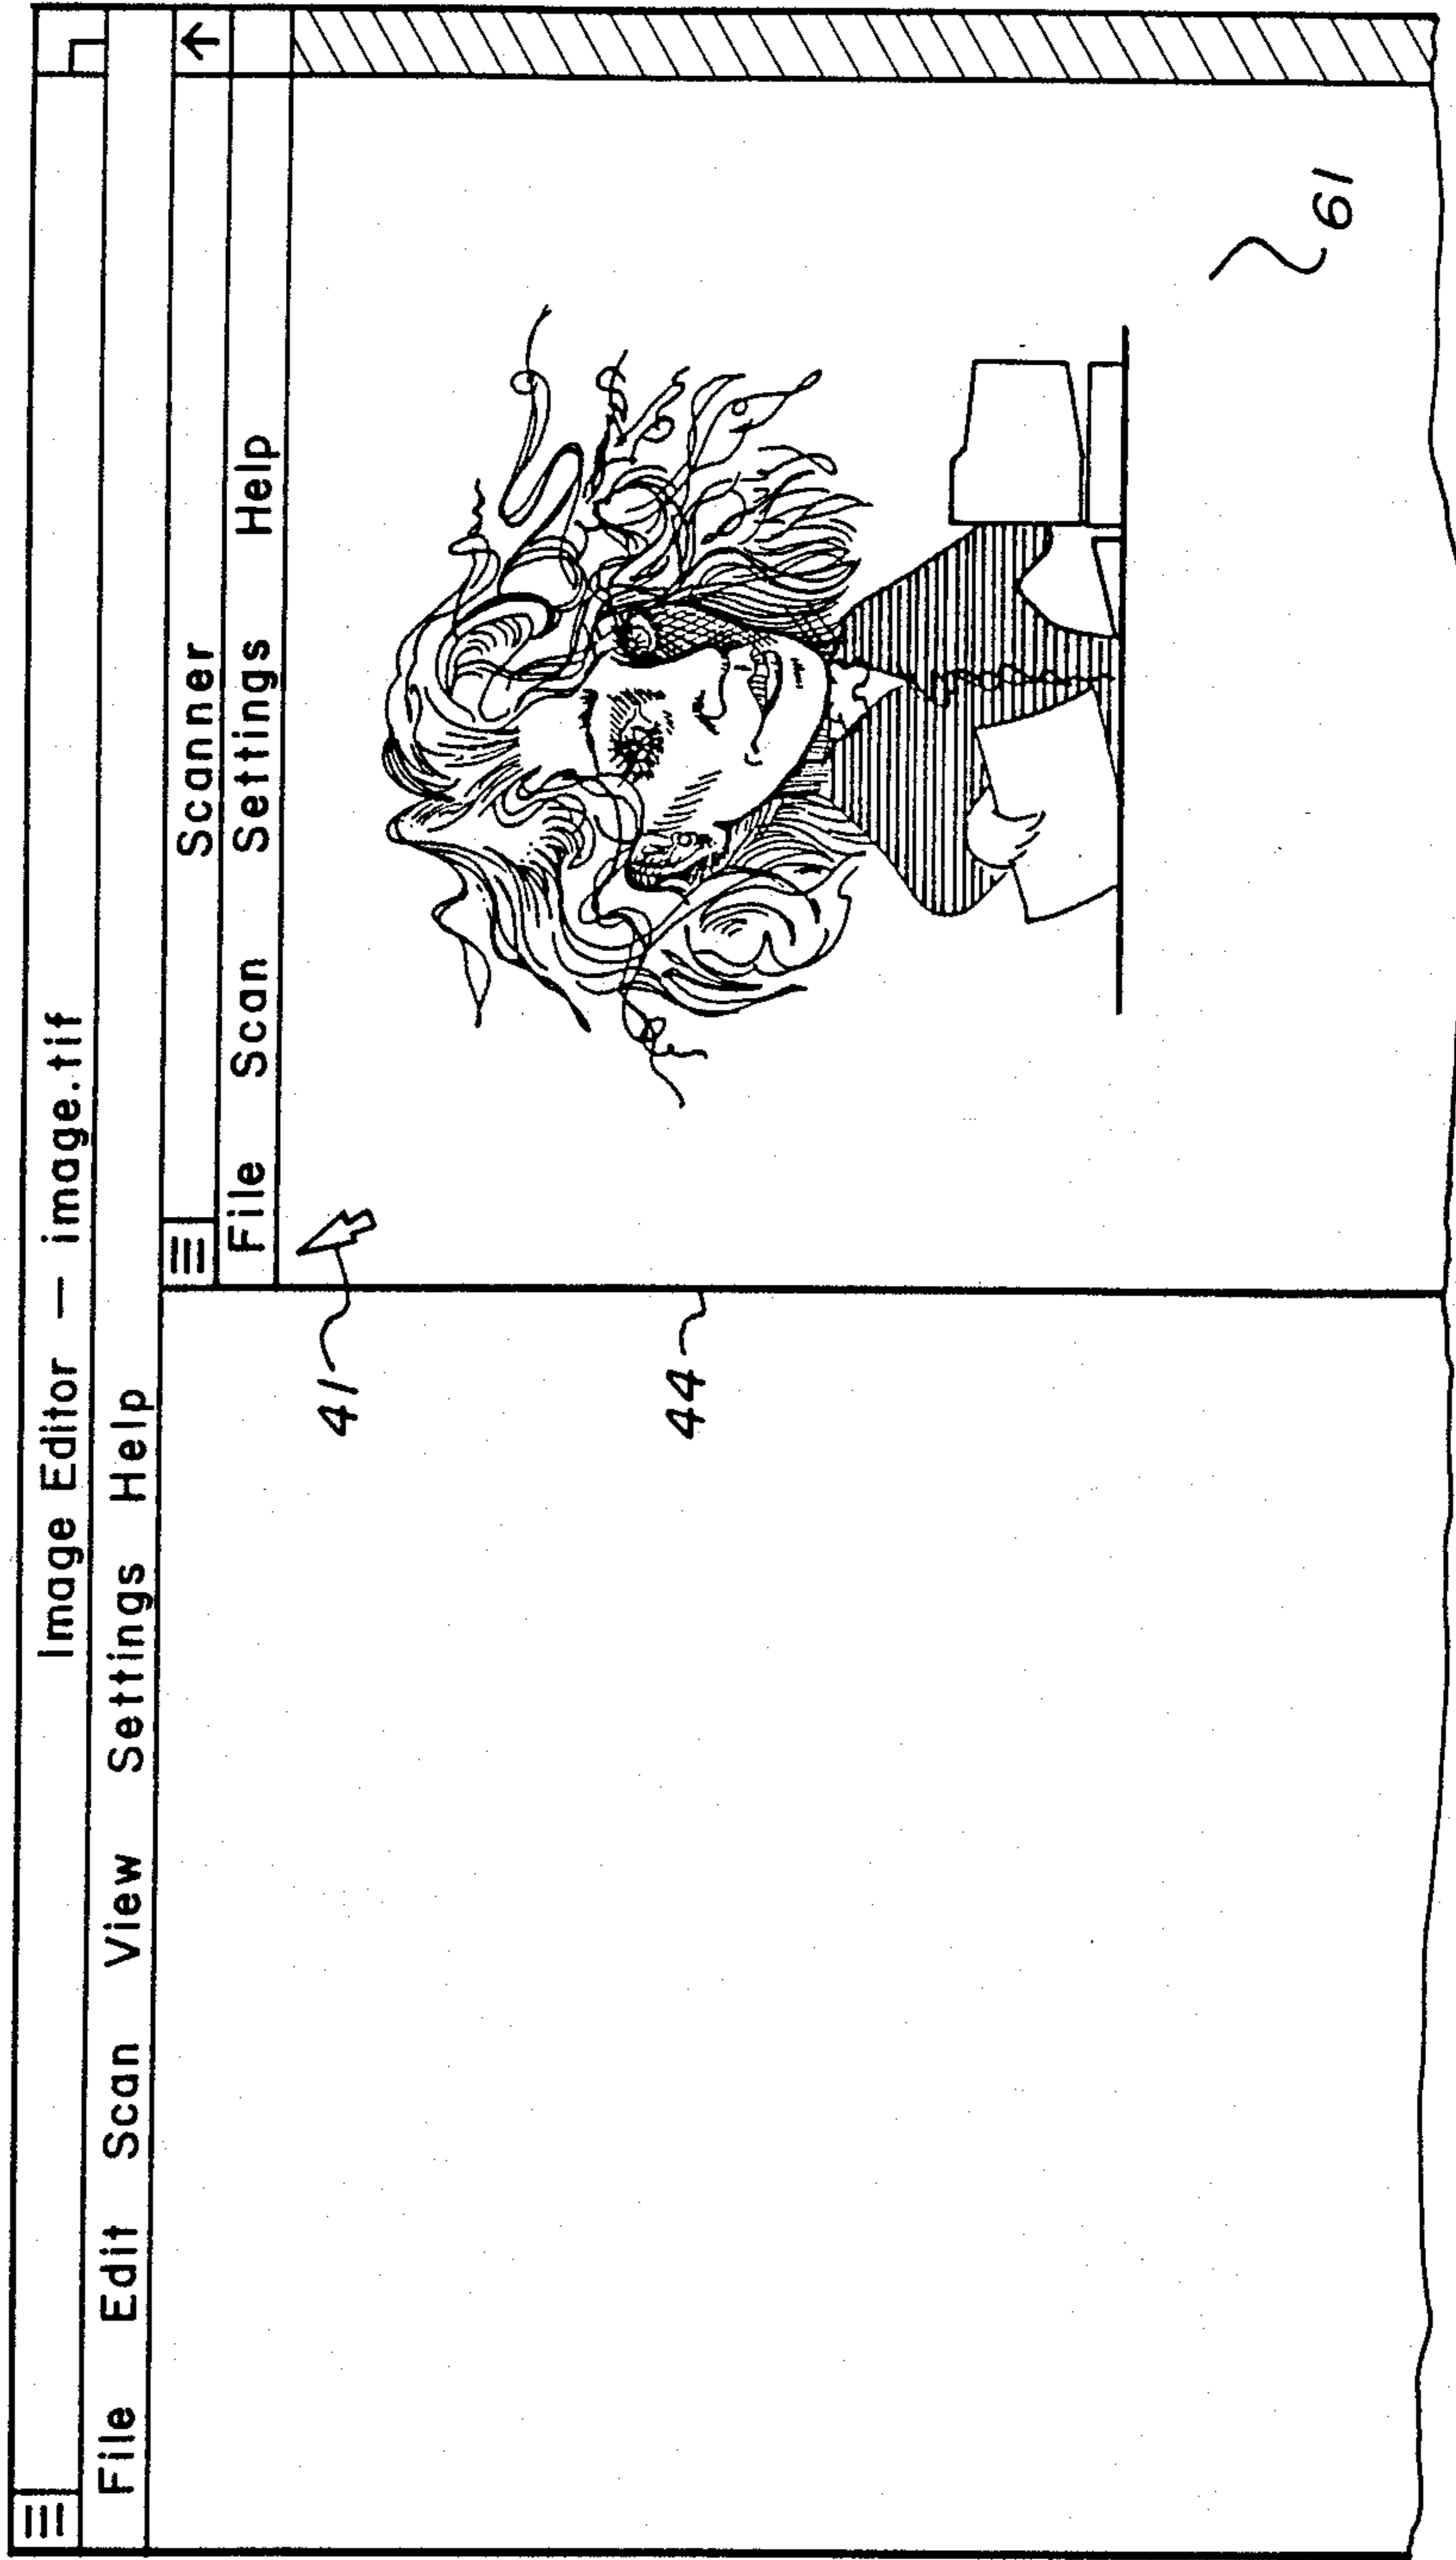 Image Editor — image.tif
File Edit Scan View Settings Help
Scanner
File Scan Settings Help
41
44
61